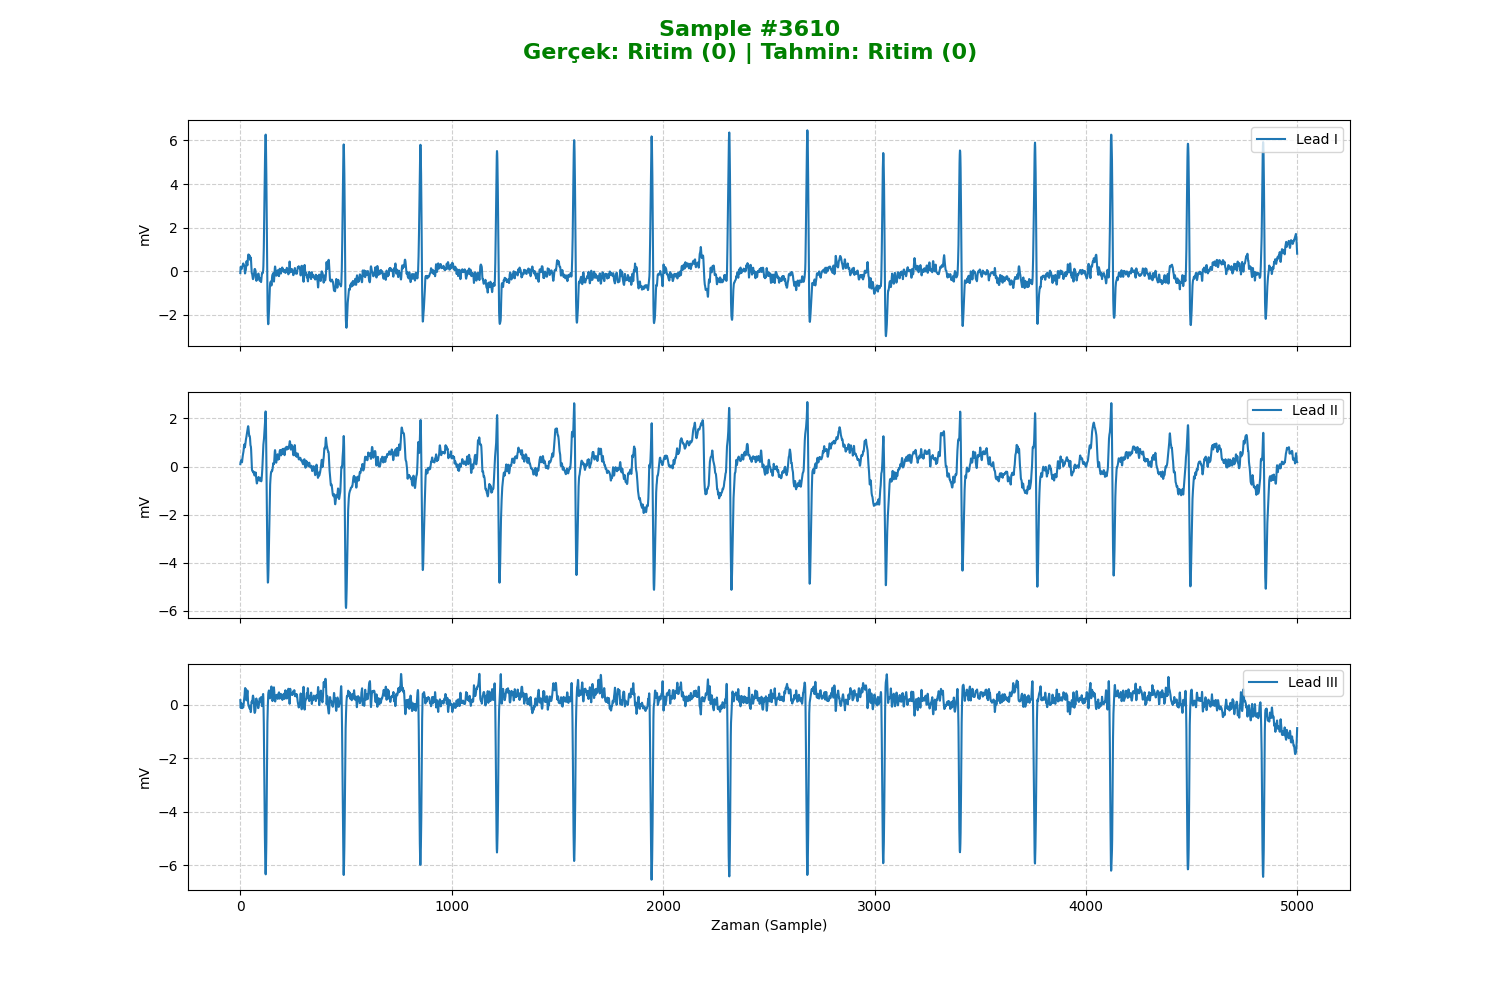 Sample #3610
Gerçek: Ritim (0) | Tahmin: Ritim (0)
6
4
2
0
−2
mV
Lead I
2
0
−2
−4
−6
mV
Lead II
0
−2
−4
−6
mV
Lead III
0 1000 2000 3000 4000 5000
Zaman (Sample)